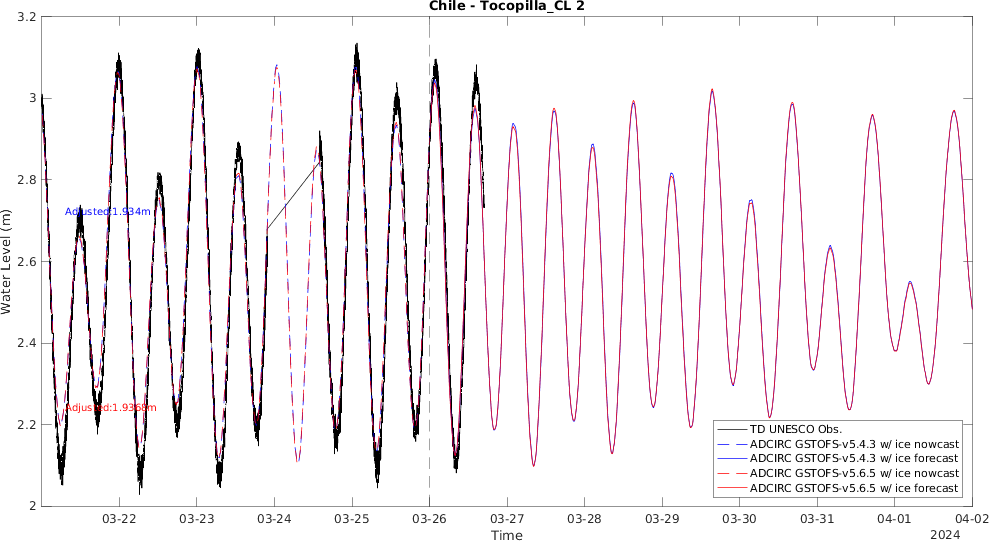 Chile - Tocopilla_CL 2
3.2
3
2.8
2.6
2.4
2.2
2
Water Level (m)
Adjusted:1.934m
Adjusted:1.9368m
TD UNESCO Obs.
ADCIRC GSTOFS-v5.4.3 w/ ice nowcast
ADCIRC GSTOFS-v5.4.3 w/ ice forecast
ADCIRC GSTOFS-v5.6.5 w/ ice nowcast
ADCIRC GSTOFS-v5.6.5 w/ ice forecast
03-22 03-23 03-24 03-25 03-26 03-27 03-28 03-29 03-30 03-31 04-01 04-02
Time
2024